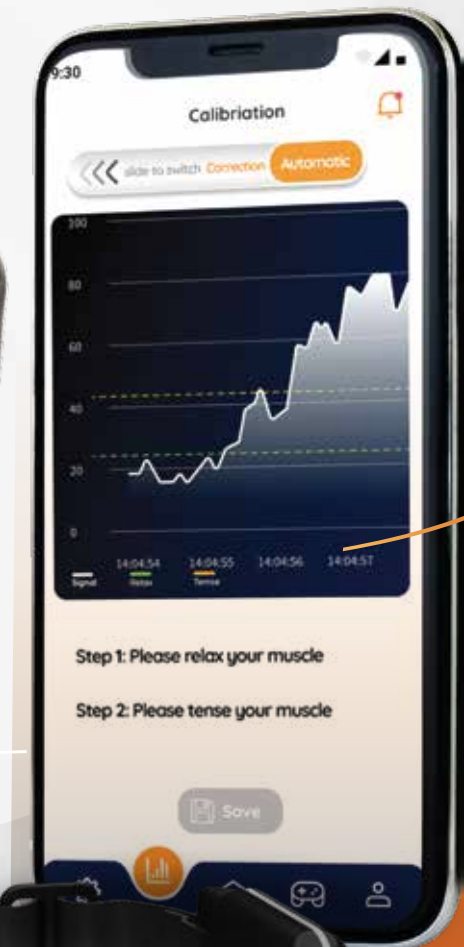 9:30
Calibriation
slide to switch Correction Automatic
100
80
60
40
20
0
14:04:54 14:04:55 14:04:56 14:04:57
Signal Relax Tense
Step 1: Please relax your muscle
Step 2: Please tense your muscle
Save